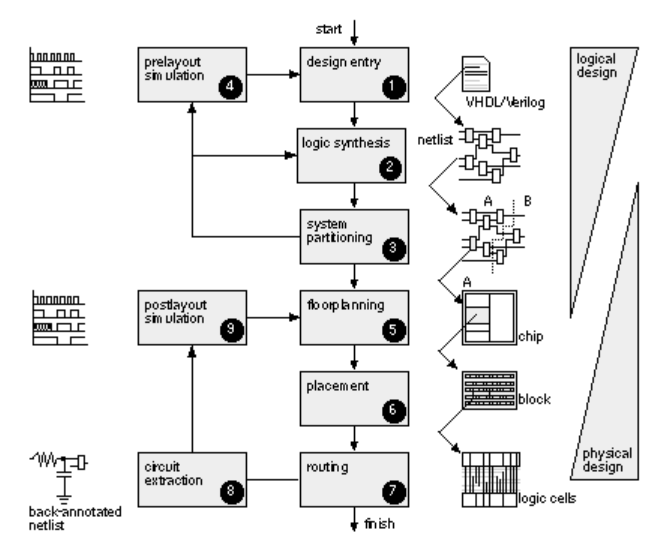 start
prelayout
simulation
4
design entry
1
logical
design
VHDL/Verilog
logic synthesis
2
netlist
system
partitioning
3
A
B
postlayout
simulation
9
floorplanning
5
A
chip
placement
6
block
circuit
extraction
8
routing
7
logic cells
physical
design
back-annotated
netlist
finish